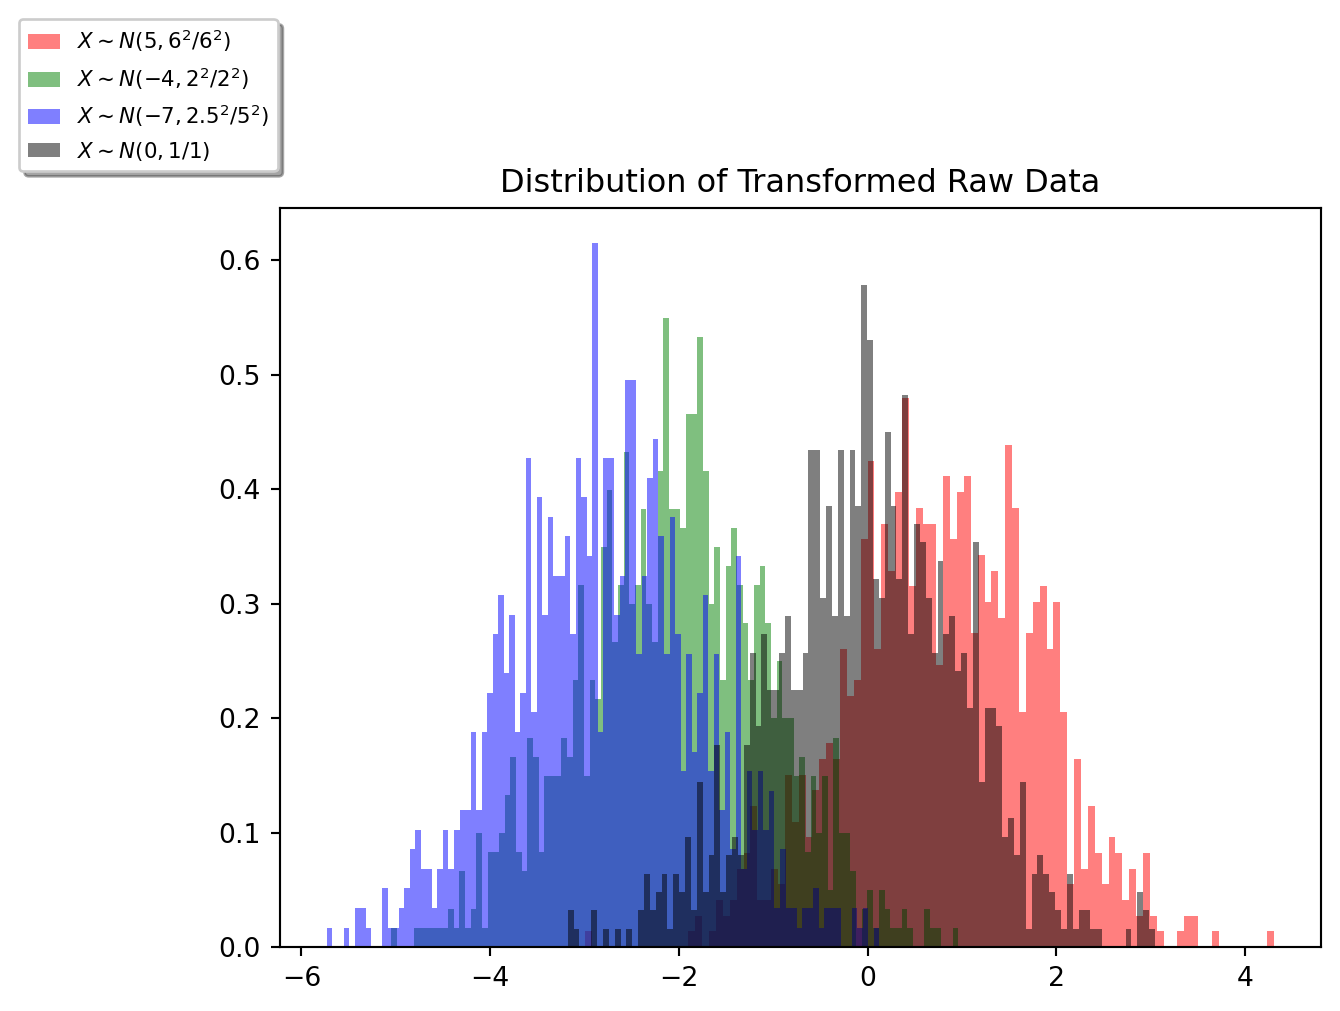 X ~ N(5, 6²/6²)
X ~ N(−4, 2²/2²)
X ~ N(−7, 2.5²/5²)
X ~ N(0, 1/1)
Distribution of Transformed Raw Data
0.6
0.5
0.4
0.3
0.2
0.1
0.0
−6 −4 −2 0 2 4